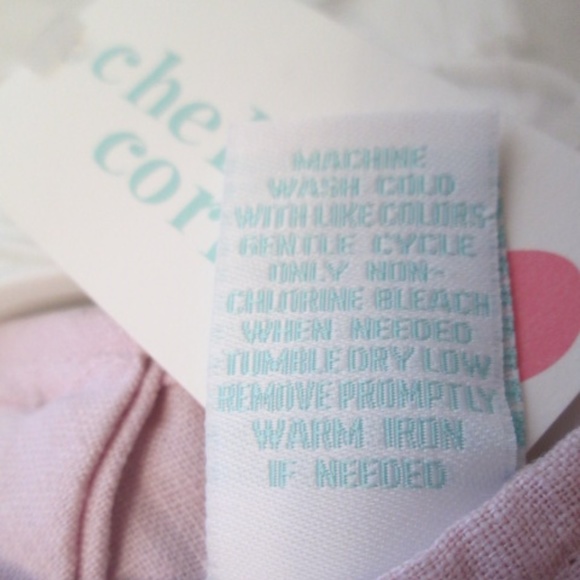 MACHINE
WASH COLD
WITH LIKE COLORS
GENTLE CYCLE
ONLY NON-
CHLORINE BLEACH
WHEN NEEDED
TUMBLE DRY LOW
REMOVE PROMPTLY
WARM IRON
IF NEEDED